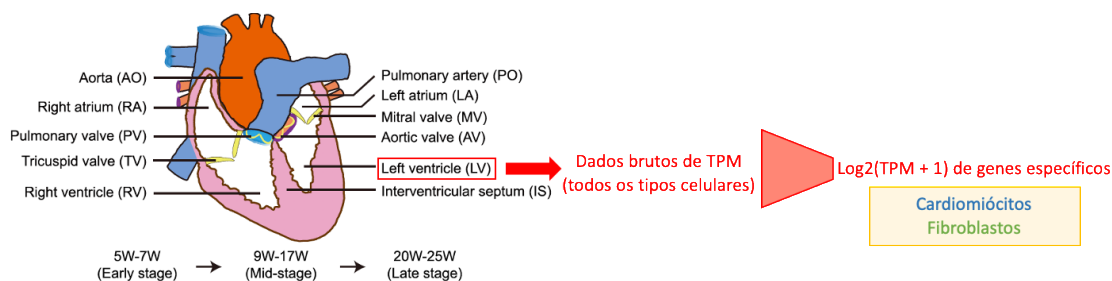 Aorta (AO)
Right atrium (RA)
Pulmonary valve (PV)
Tricuspid valve (TV)
Right ventricle (RV)
Pulmonary artery (PO)
Left atrium (LA)
Mitral valve (MV)
Aortic valve (AV)
Left ventricle (LV)
Interventricular septum (IS)
5W-7W
(Early stage)
9W-17W
(Mid-stage)
20W-25W
(Late stage)
Dados brutos de TPM
(todos os tipos celulares)
Log2(TPM + 1) de genes específicos
Cardiomiócitos
Fibroblastos